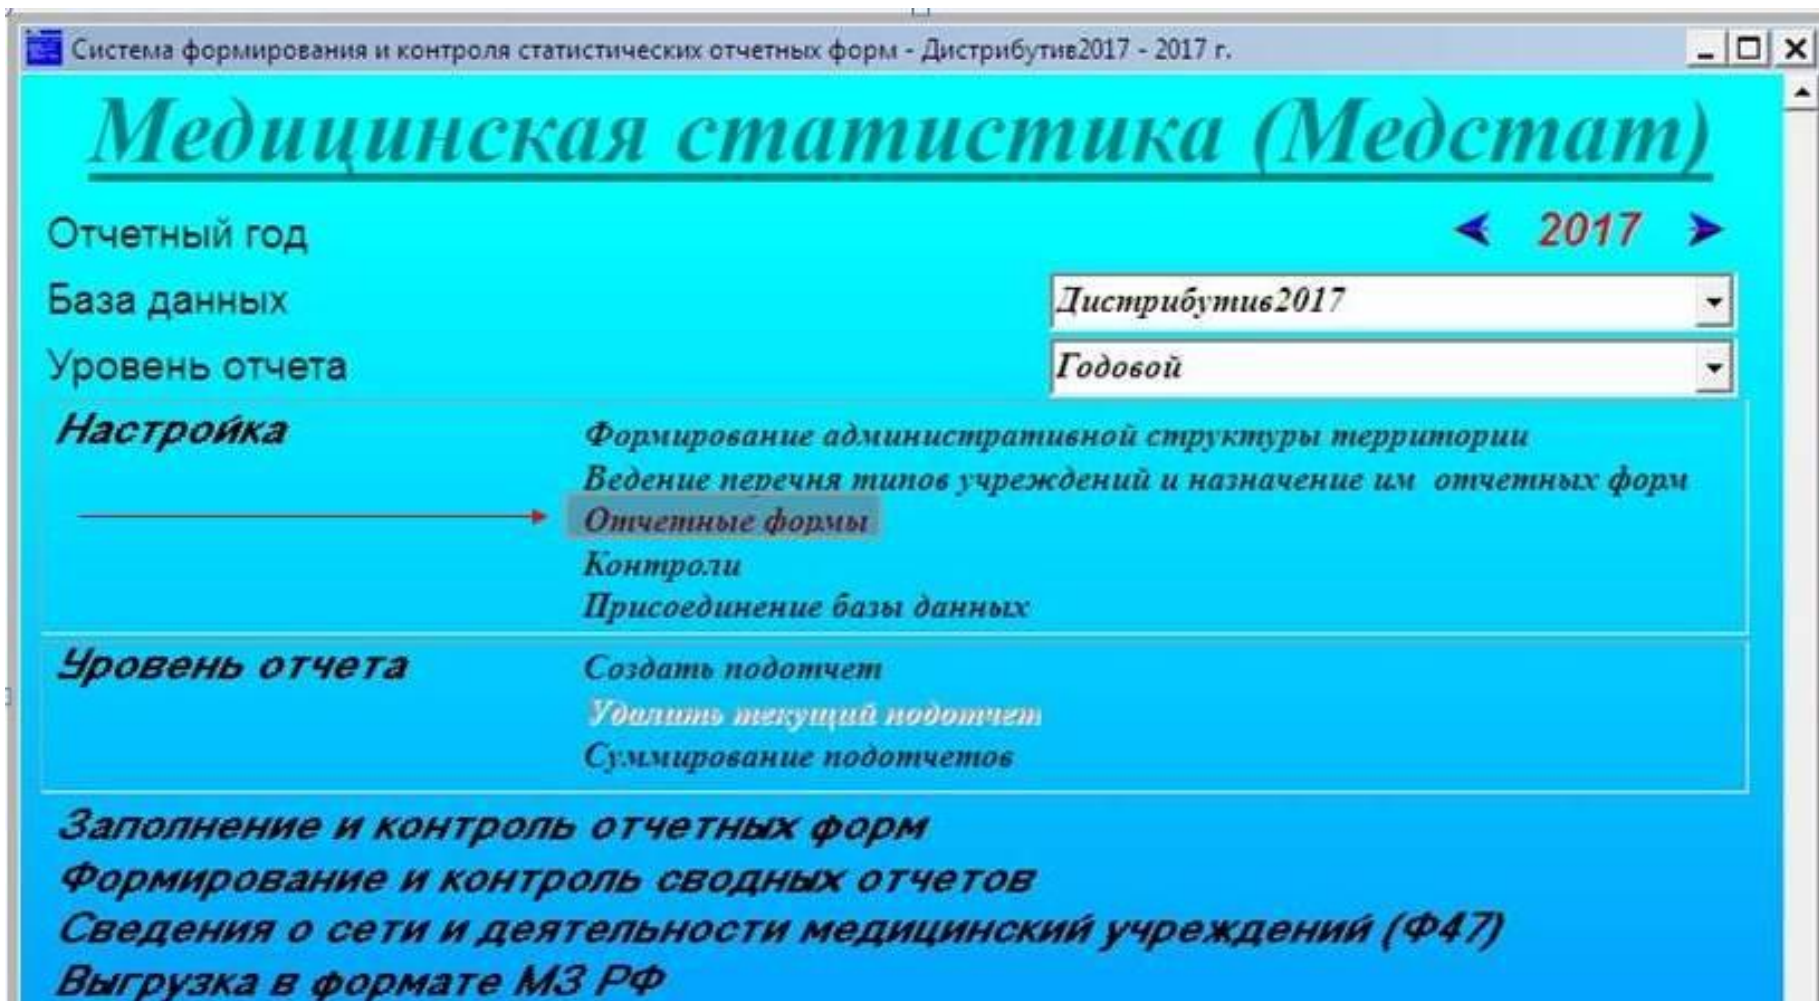 Система формирования и контроля статистических отчетных форм - Дистрибутив2017 - 2017 г.
Медицинская статистика (Медстат)
Отчетный год 2017
База данных Дистрибутив2017
Уровень отчета Годовой
Настройка Формирование административной структуры территории
Ведение перечня типов учреждений и назначение им отчетных форм
Отчетные формы
Контроли
Присоединение базы данных
Уровень отчета Создать подотчет
Удалить текущий подотчет
Суммирование подотчетов
Заполнение и контроль отчетных форм
Формирование и контроль сводных отчетов
Сведения о сети и деятельности медицинский учреждений (Ф47)
Выгрузка в формате МЗ РФ